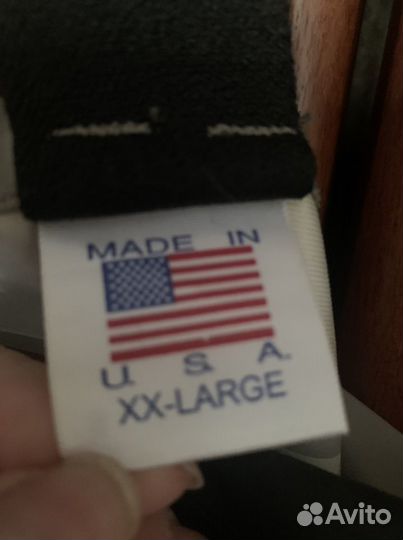 MADE IN
U. S. A.
XX-LARGE
Avito